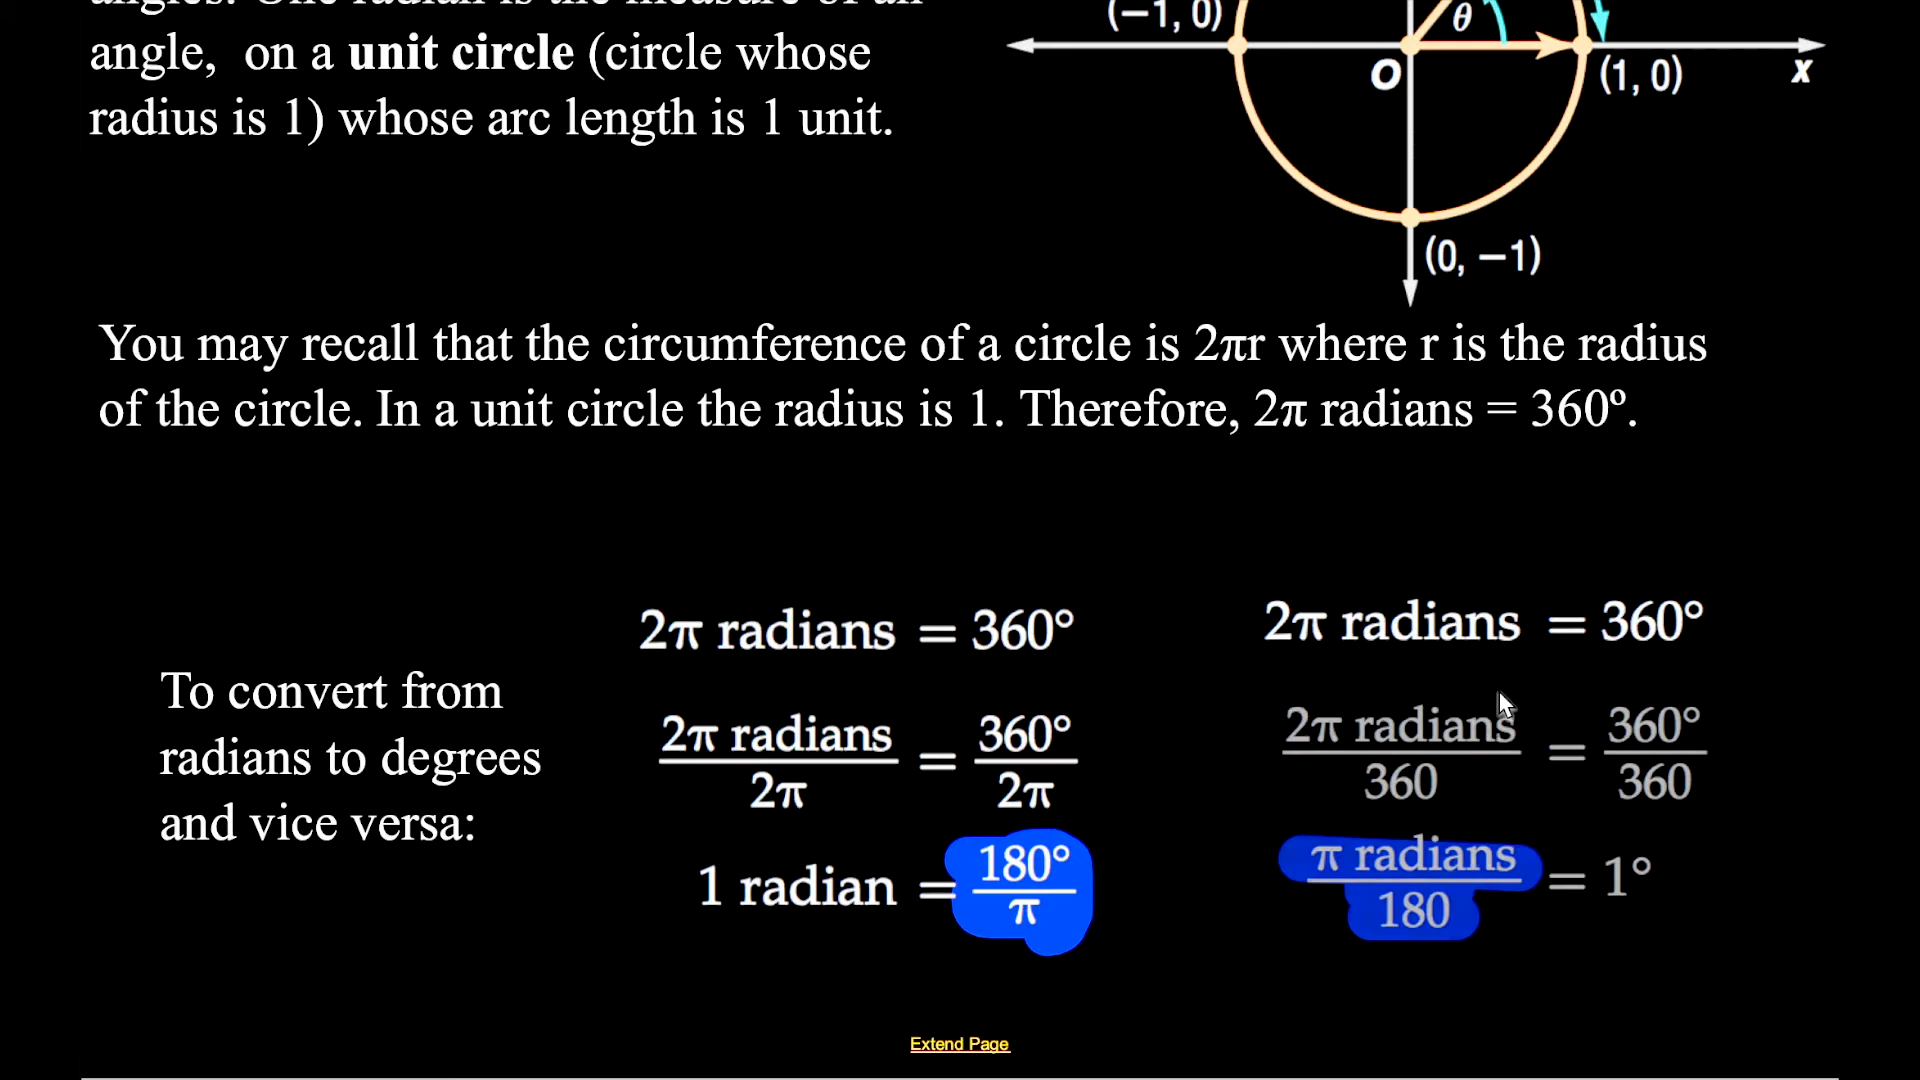 angle, on a unit circle (circle whose
radius is 1) whose arc length is 1 unit.
(−1, 0)
θ
O
(1, 0)
x
(0, −1)
You may recall that the circumference of a circle is 2πr where r is the radius
of the circle. In a unit circle the radius is 1. Therefore, 2π radians = 360º.
To convert from
radians to degrees
and vice versa:
2π radians = 360°
2π radians / 2π = 360° / 2π
1 radian = 180° / π
2π radians = 360°
2π radians / 360 = 360° / 360
π radians / 180 = 1°
Extend Page